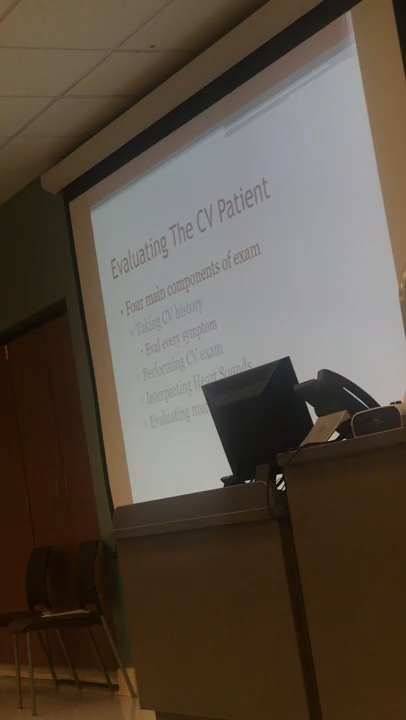 Evaluating The CV Patient
• Four main components of exam
▫ Taking CV history
• Eval every symptom
▫ Performing CV exam
▫ Interpreting Heart Sounds
▫ Evaluating